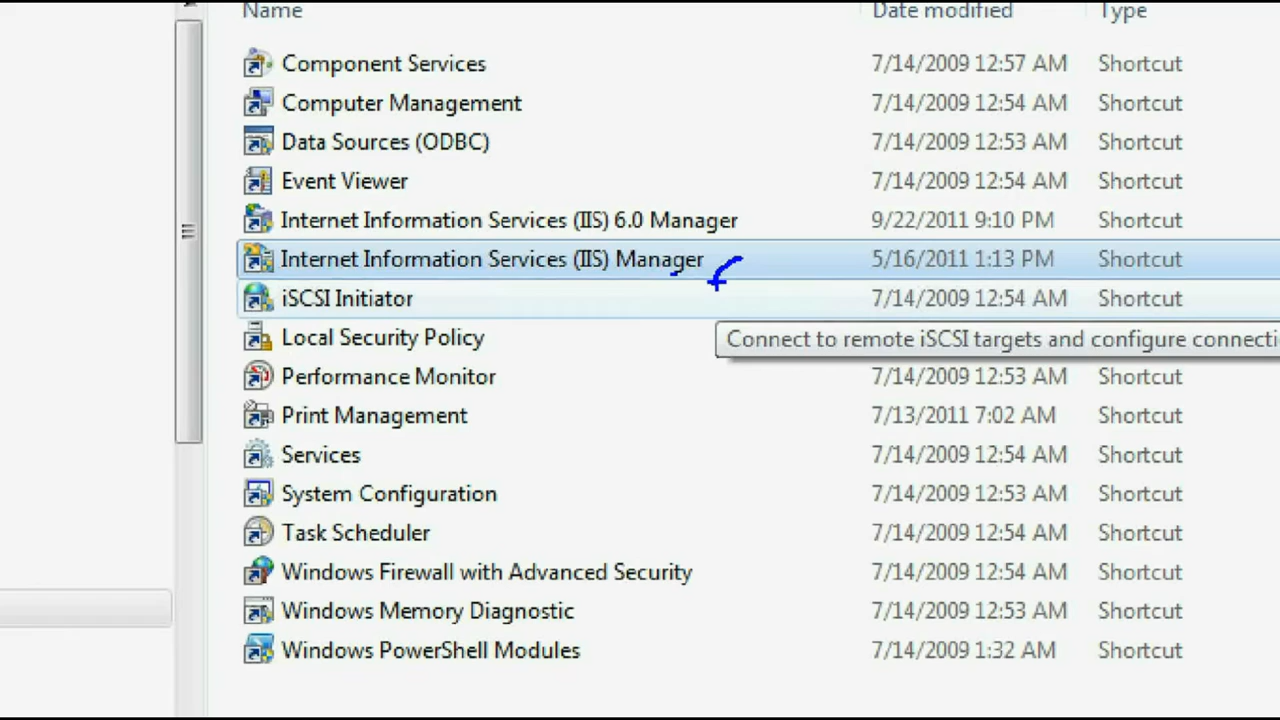 Name Date modified Type
Component Services 7/14/2009 12:57 AM Shortcut
Computer Management 7/14/2009 12:54 AM Shortcut
Data Sources (ODBC) 7/14/2009 12:53 AM Shortcut
Event Viewer 7/14/2009 12:54 AM Shortcut
Internet Information Services (IIS) 6.0 Manager 9/22/2011 9:10 PM Shortcut
Internet Information Services (IIS) Manager 5/16/2011 1:13 PM Shortcut
iSCSI Initiator 7/14/2009 12:54 AM Shortcut
Local Security Policy Connect to remote iSCSI targets and configure connecti
Performance Monitor 7/14/2009 12:53 AM Shortcut
Print Management 7/13/2011 7:02 AM Shortcut
Services 7/14/2009 12:54 AM Shortcut
System Configuration 7/14/2009 12:53 AM Shortcut
Task Scheduler 7/14/2009 12:54 AM Shortcut
Windows Firewall with Advanced Security 7/14/2009 12:54 AM Shortcut
Windows Memory Diagnostic 7/14/2009 12:53 AM Shortcut
Windows PowerShell Modules 7/14/2009 1:32 AM Shortcut